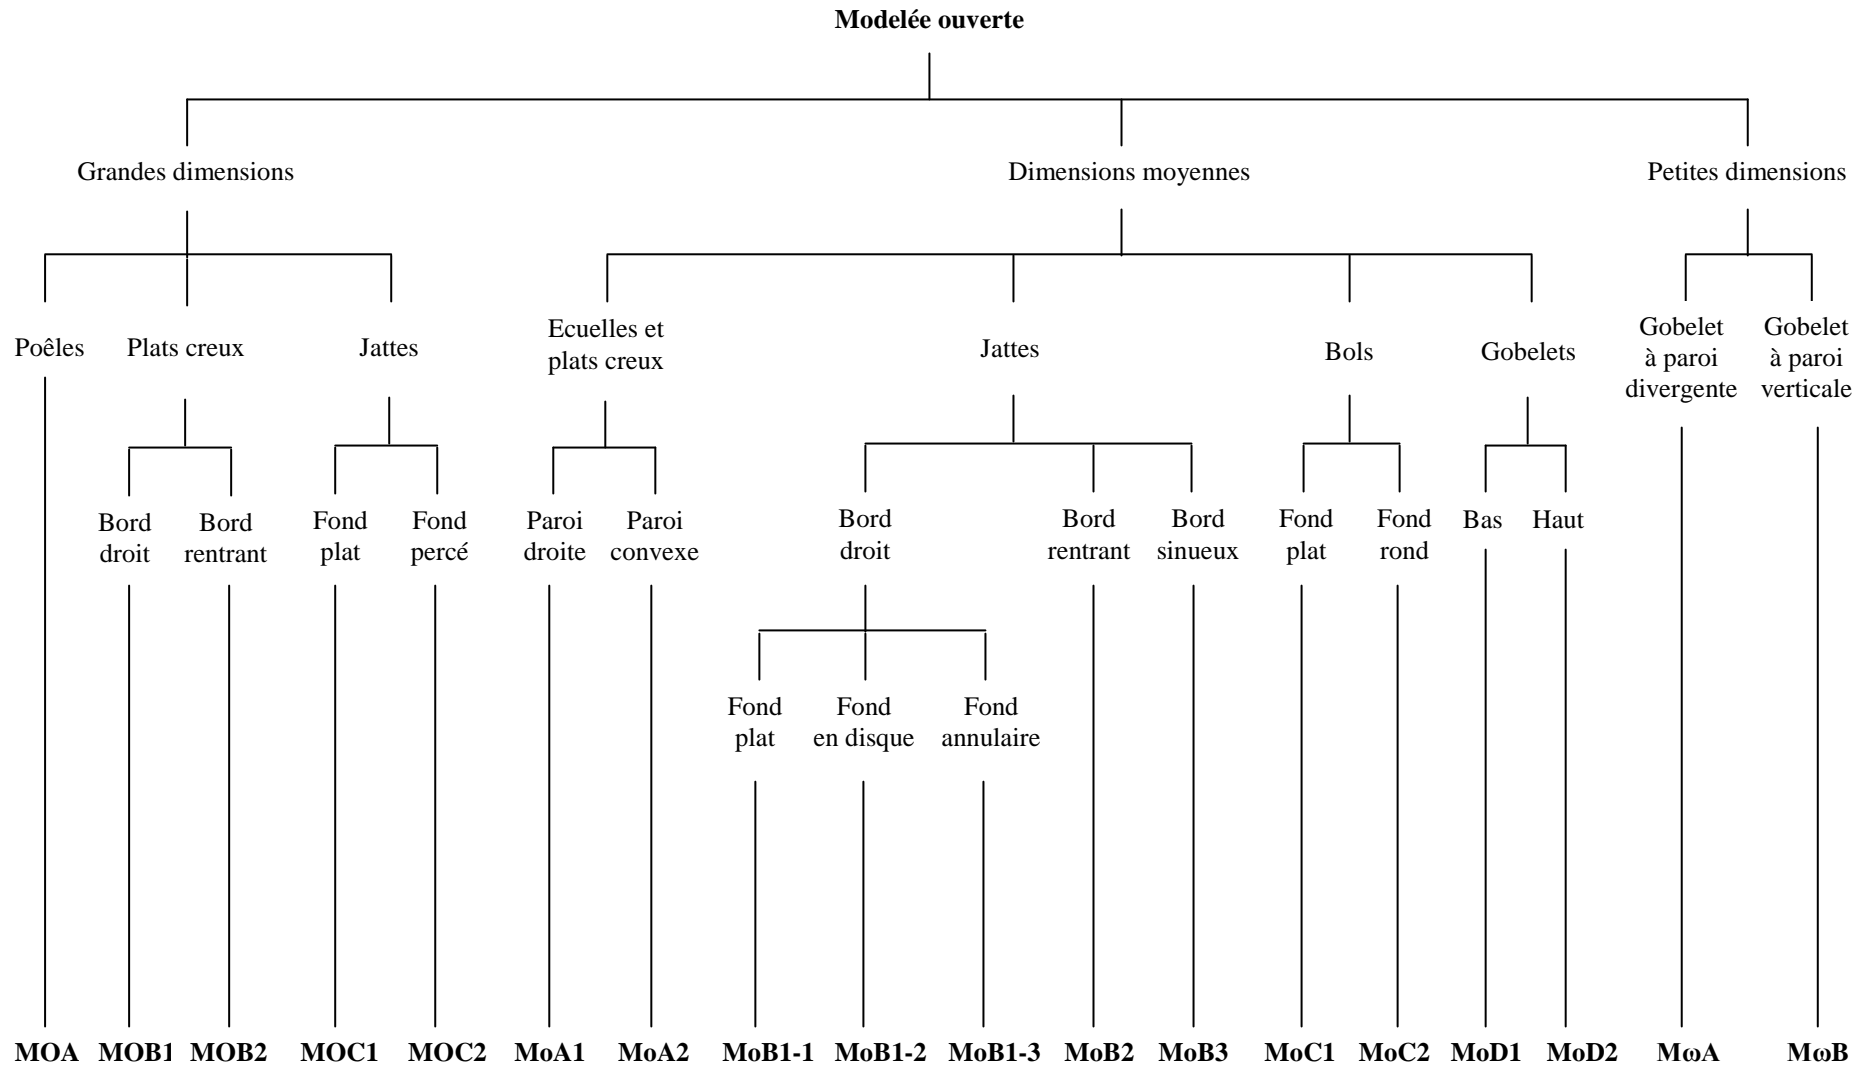 Modelée ouverte
Grandes dimensions
Dimensions moyennes
Petites dimensions
Poêles
Plats creux
Jattes
Ecuelles et
plats creux
Jattes
Bols
Gobelets
Gobelet
à paroi
divergente
Gobelet
à paroi
verticale
Bord
droit
Bord
rentrant
Fond
plat
Fond
percé
Paroi
droite
Paroi
convexe
Bord
droit
Bord
rentrant
Bord
sinueux
Fond
plat
Fond
rond
Bas
Haut
Fond
plat
Fond
en disque
Fond
annulaire
MOA
MOB1
MOB2
MOC1
MOC2
MoA1
MoA2
MoB1-1
MoB1-2
MoB1-3
MoB2
MoB3
MoC1
MoC2
MoD1
MoD2
MωA
MωB